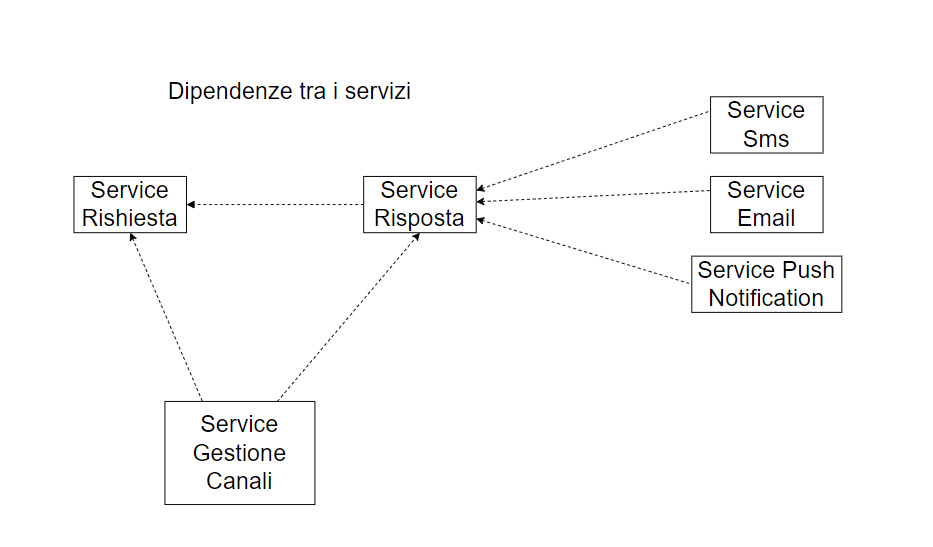 Dipendenze tra i servizi
Service
Sms
Service
Rishiesta
Service
Risposta
Service
Email
Service Push
Notification
Service
Gestione
Canali